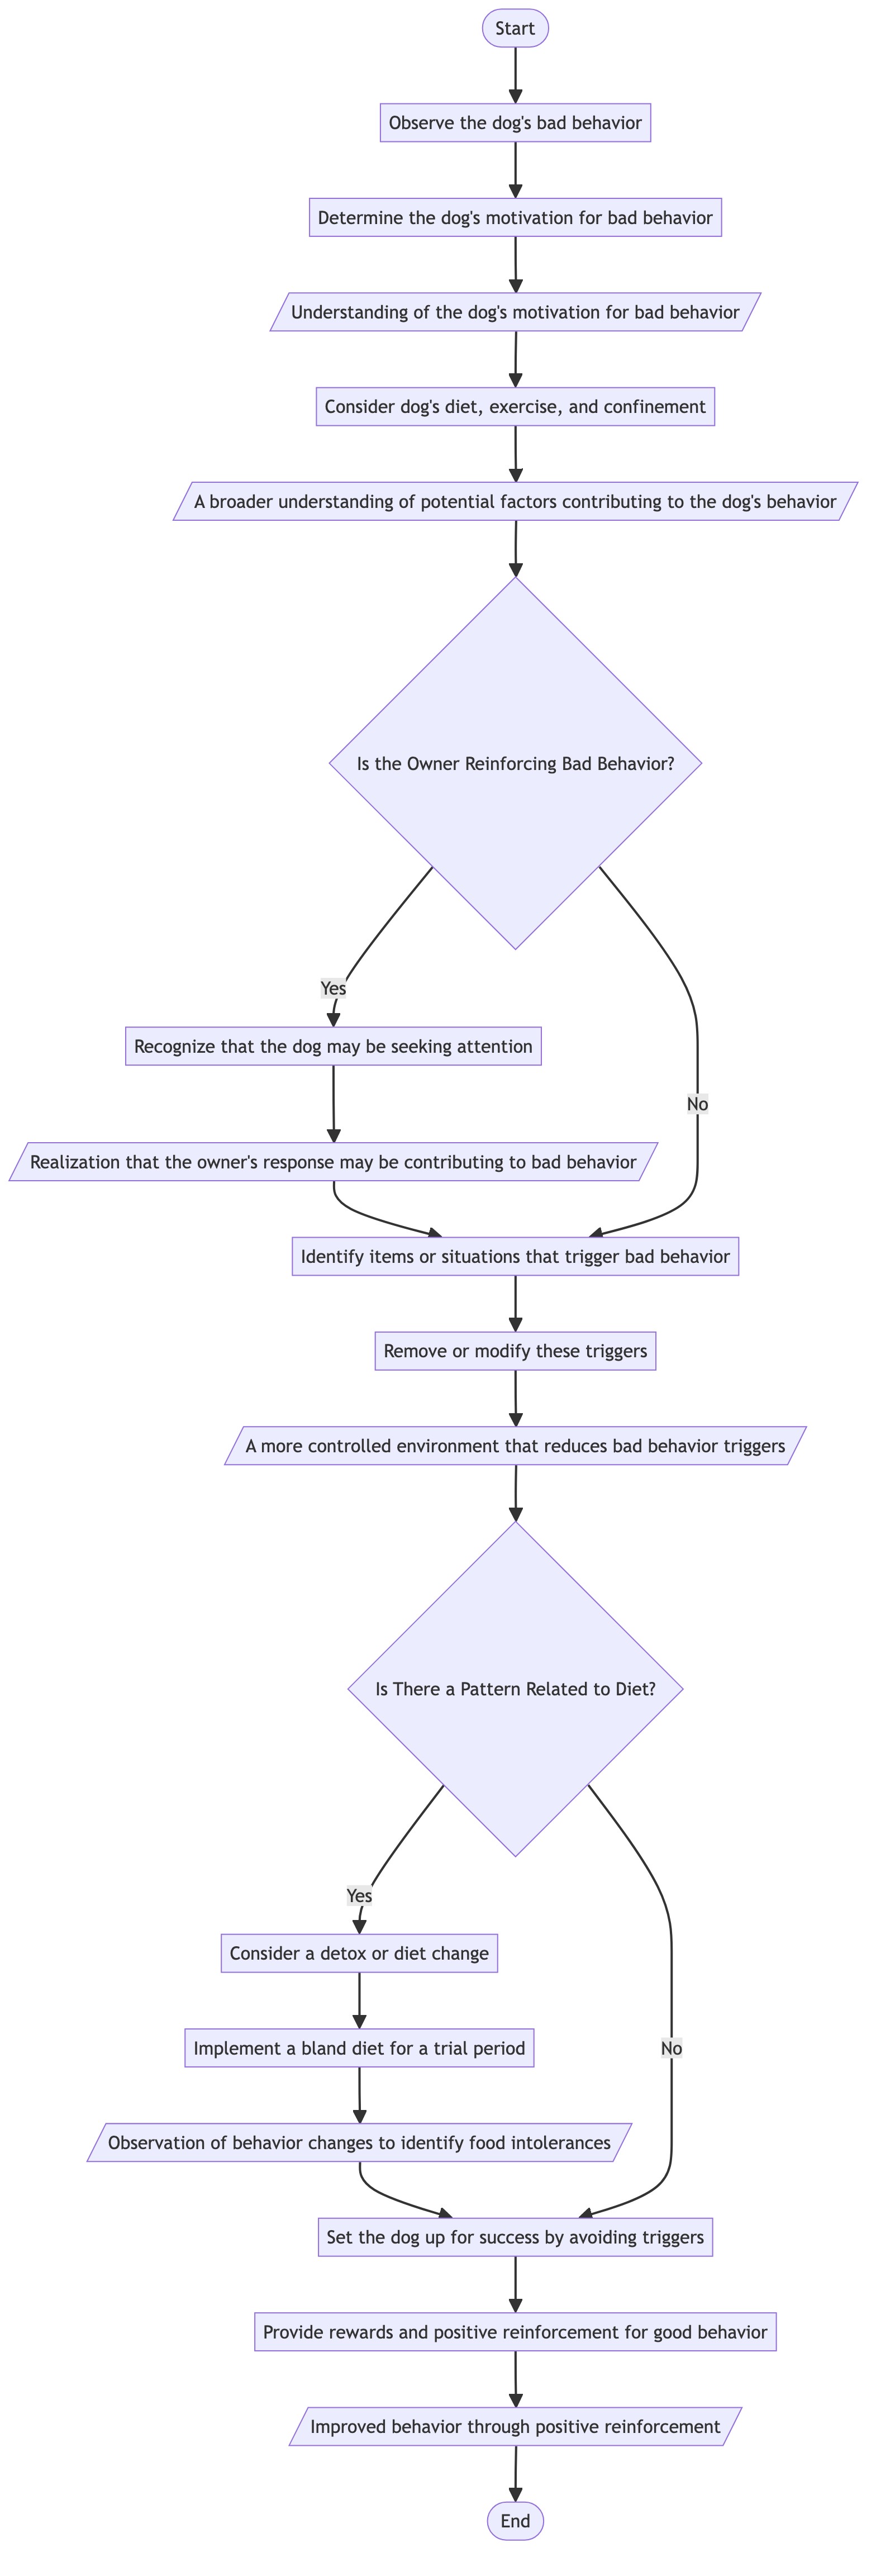 Start
Observe the dog's bad behavior
Determine the dog's motivation for bad behavior
Understanding of the dog's motivation for bad behavior
Consider dog's diet, exercise, and confinement
A broader understanding of potential factors contributing to the dog's behavior
Is the Owner Reinforcing Bad Behavior?
Yes
Recognize that the dog may be seeking attention
No
Realization that the owner's response may be contributing to bad behavior
Identify items or situations that trigger bad behavior
Remove or modify these triggers
A more controlled environment that reduces bad behavior triggers
Is There a Pattern Related to Diet?
Yes
Consider a detox or diet change
Implement a bland diet for a trial period
No
Observation of behavior changes to identify food intolerances
Set the dog up for success by avoiding triggers
Provide rewards and positive reinforcement for good behavior
Improved behavior through positive reinforcement
End